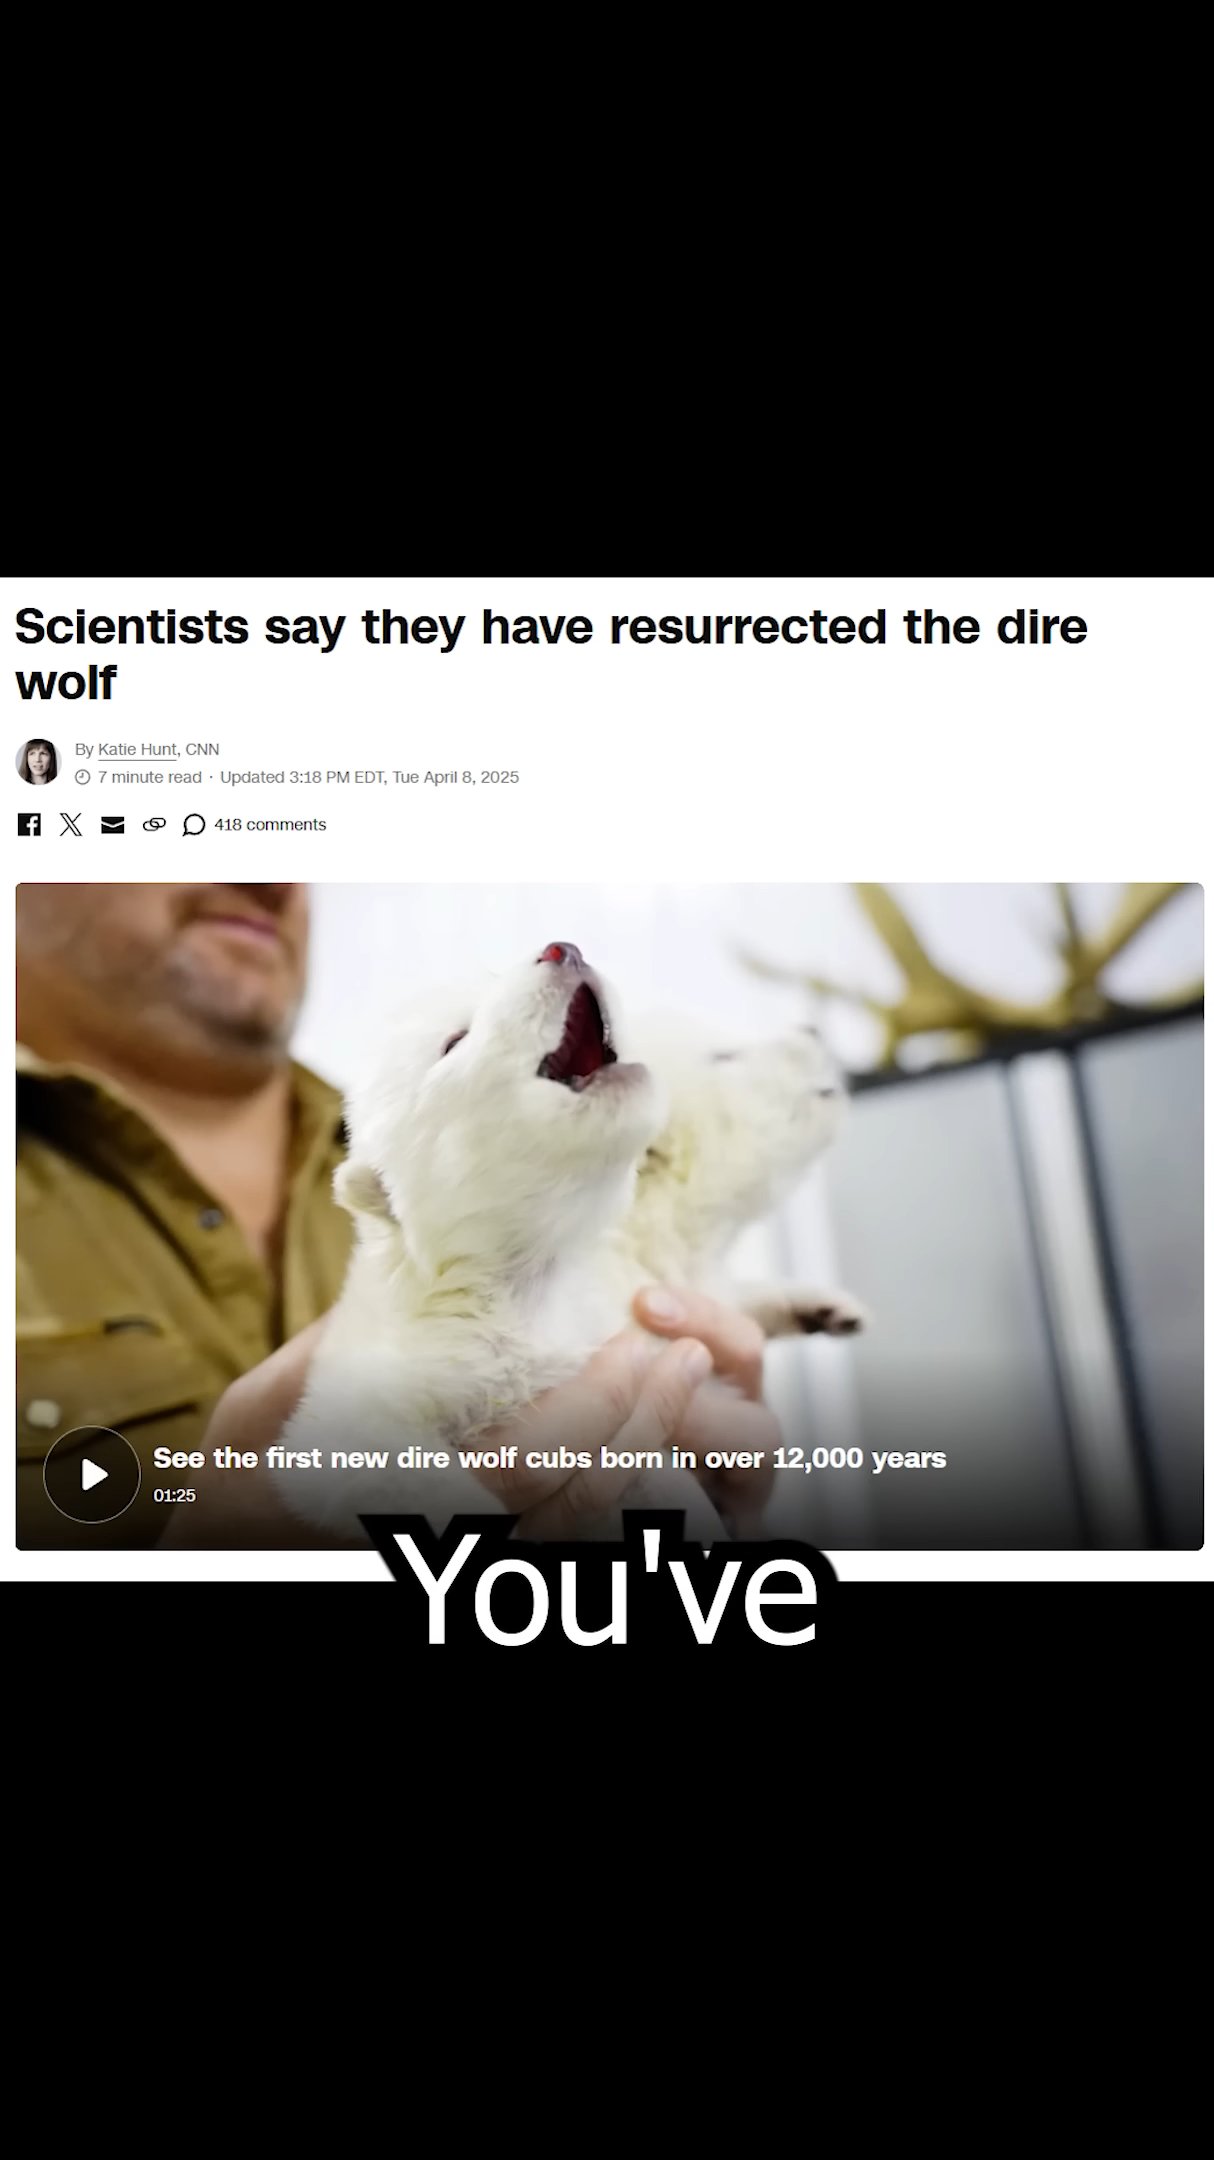 Scientists say they have resurrected the dire
wolf
By Katie Hunt, CNN
7 minute read · Updated 3:18 PM EDT, Tue April 8, 2025
418 comments
See the first new dire wolf cubs born in over 12,000 years
01:25
You've